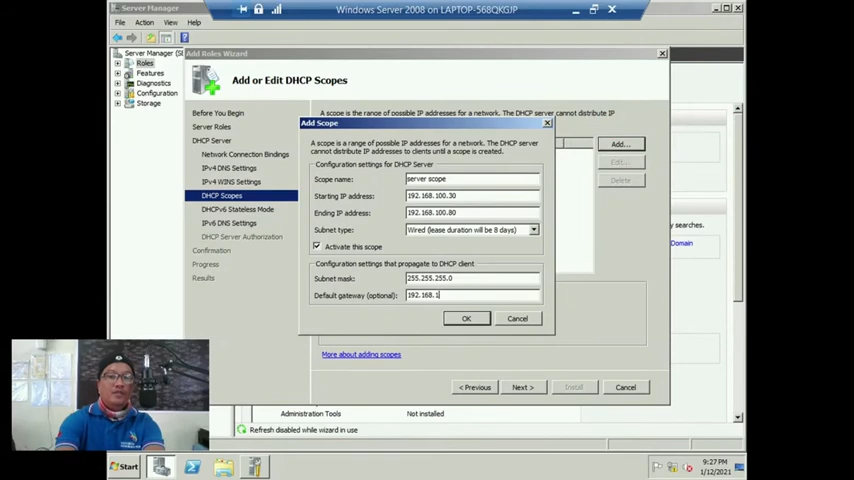 Server Manager
Windows Server 2008 on LAPTOP-568QKGJP
File Action View Help
Server Manager (S
Roles
Features
Diagnostics
Configuration
Storage
Add Roles Wizard
Add or Edit DHCP Scopes
Before You Begin
Server Roles
DHCP Server
Network Connection Bindings
IPv4 DNS Settings
IPv4 WINS Settings
DHCP Scopes
DHCPv6 Stateless Mode
IPv6 DNS Settings
DHCP Server Authorization
Confirmation
Progress
Results
A scope is the range of possible IP addresses for a network. The DHCP server cannot distribute IP
Add...
Edit...
Delete
Add Scope
A scope is a range of possible IP addresses for a network. The DHCP
server cannot distribute IP addresses to clients until a scope is created.
Configuration settings for DHCP Server
Scope name: server scope
Starting IP address: 192.168.100.30
Ending IP address: 192.168.100.80
Subnet type: Wired (lease duration will be 8 days)
Activate this scope
Configuration settings that propagate to DHCP client
Subnet mask: 255.255.255.0
Default gateway (optional): 192.168.1
OK Cancel
More about adding scopes
< Previous Next > Install Cancel
y searches.
Domain
Administration Tools Not installed
Refresh disabled while wizard in use
Start
9:27 PM
1/12/2021